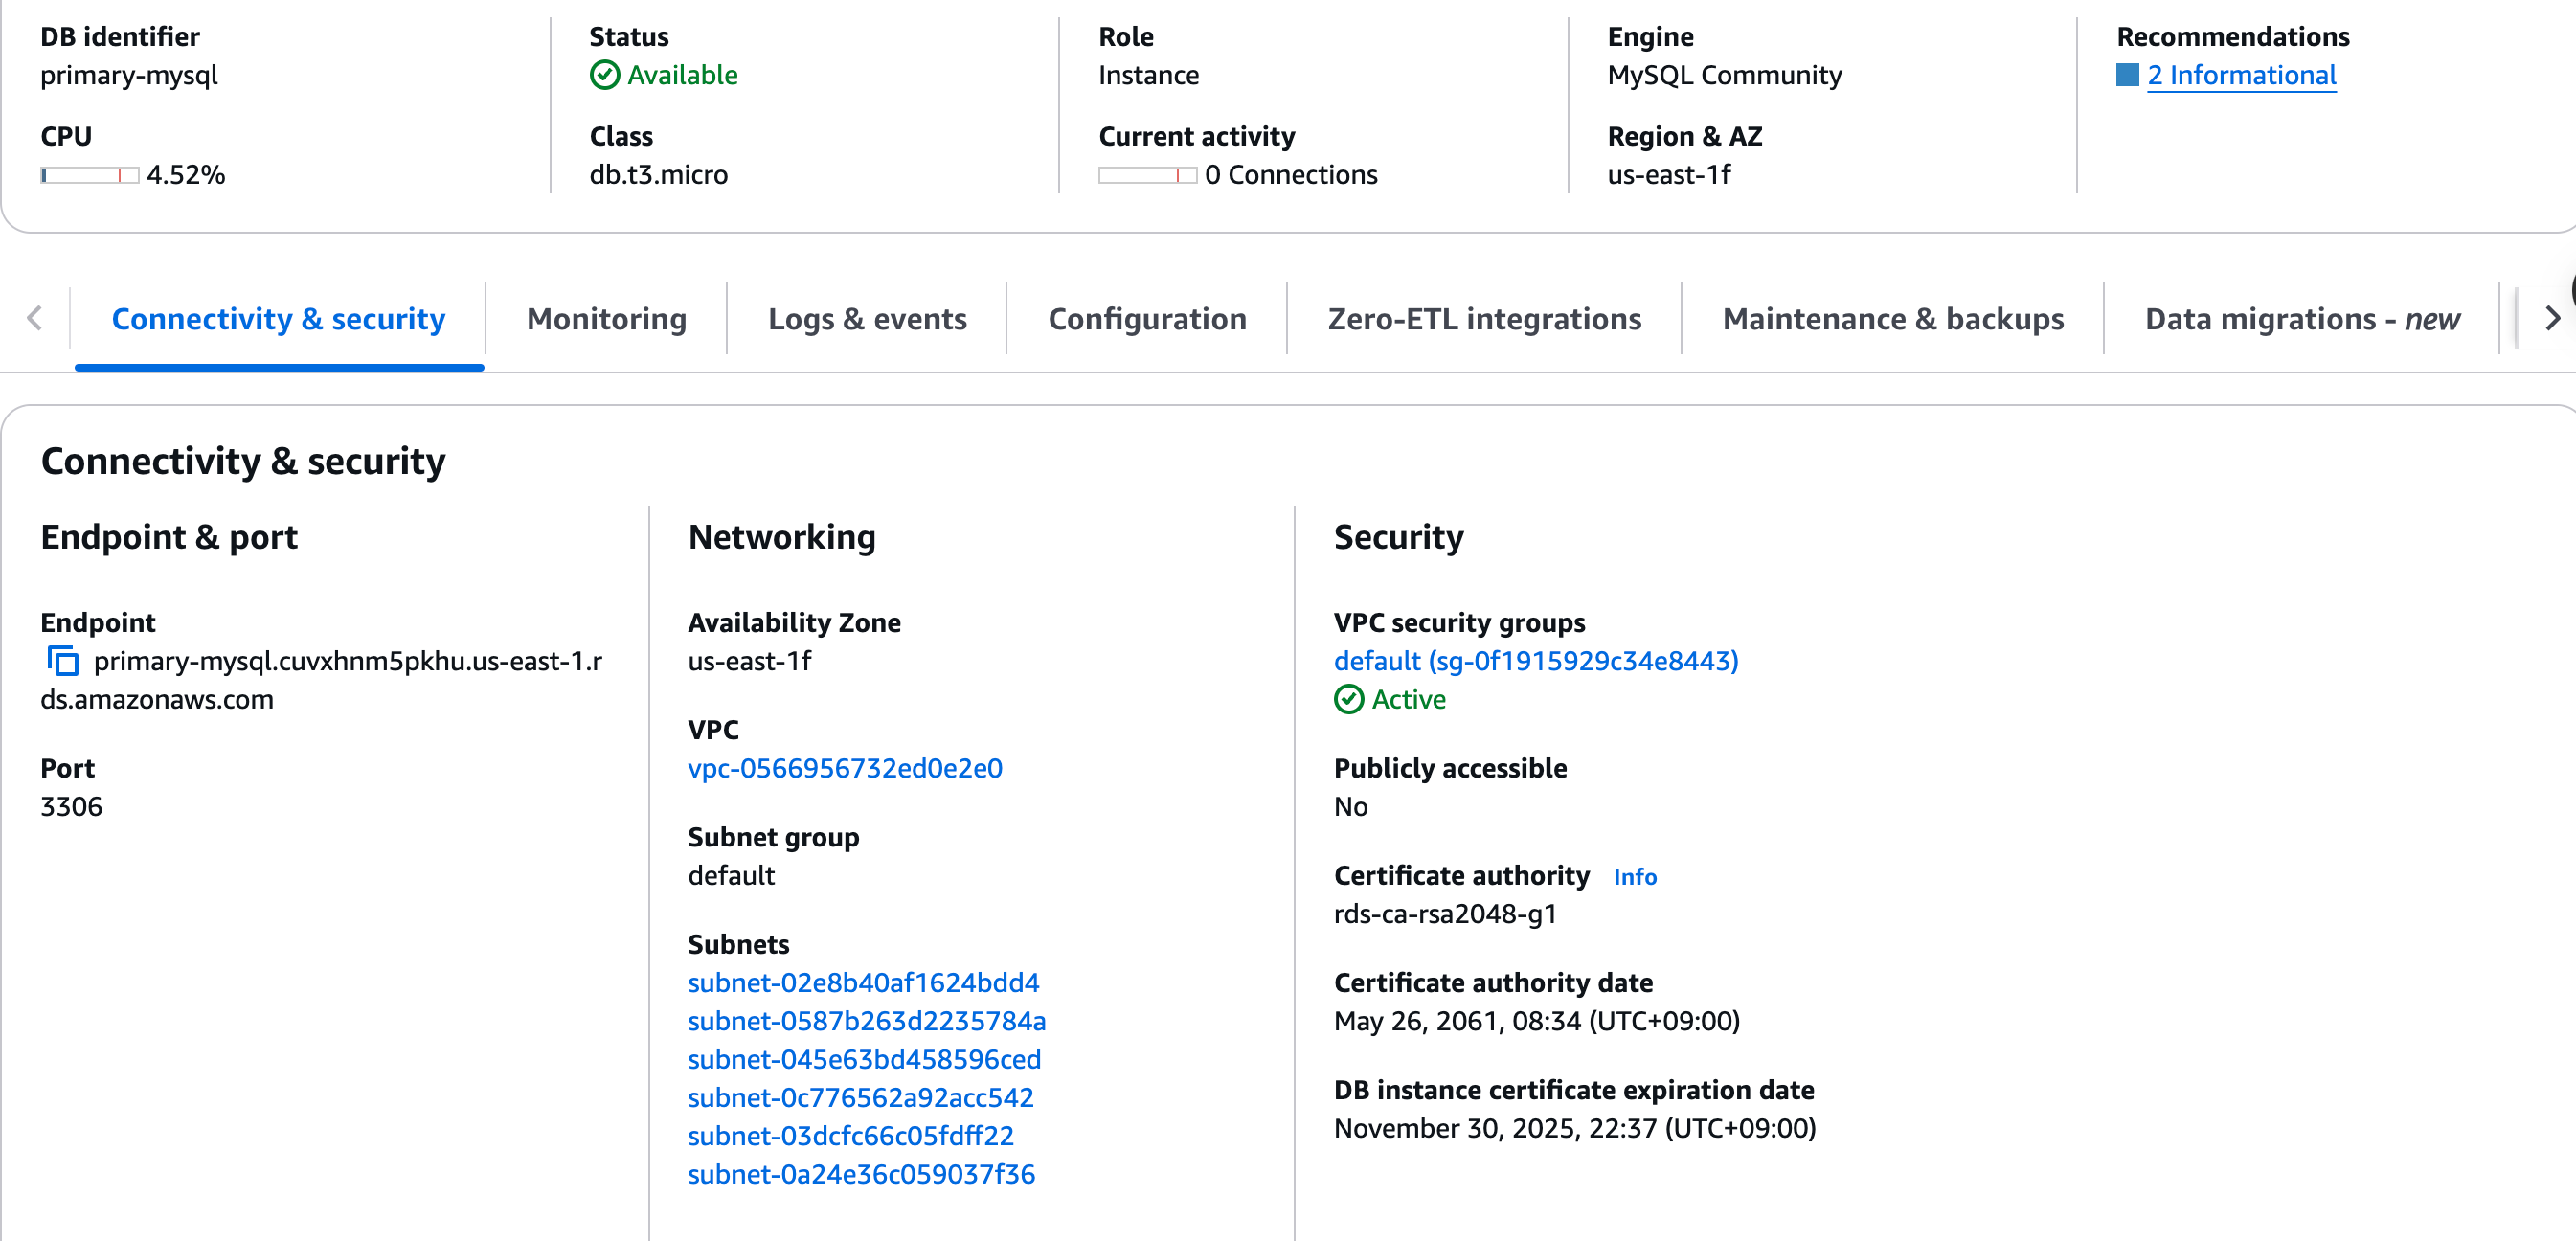 DB identifier
primary-mysql
CPU
4.52%
Status
Available
Class
db.t3.micro
Role
Instance
Current activity
0 Connections
Engine
MySQL Community
Region & AZ
us-east-1f
Recommendations
2 Informational
Connectivity & security
Monitoring
Logs & events
Configuration
Zero-ETL integrations
Maintenance & backups
Data migrations - new
Connectivity & security
Endpoint & port
Endpoint
primary-mysql.cuvxhnm5pkhu.us-east-1.r
ds.amazonaws.com
Port
3306
Networking
Availability Zone
us-east-1f
VPC
vpc-0566956732ed0e2e0
Subnet group
default
Subnets
subnet-02e8b40af1624bdd4
subnet-0587b263d2235784a
subnet-045e63bd458596ced
subnet-0c776562a92acc542
subnet-03dcfc66c05fdff22
subnet-0a24e36c059037f36
Security
VPC security groups
default (sg-0f1915929c34e8443)
Active
Publicly accessible
No
Certificate authority Info
rds-ca-rsa2048-g1
Certificate authority date
May 26, 2061, 08:34 (UTC+09:00)
DB instance certificate expiration date
November 30, 2025, 22:37 (UTC+09:00)